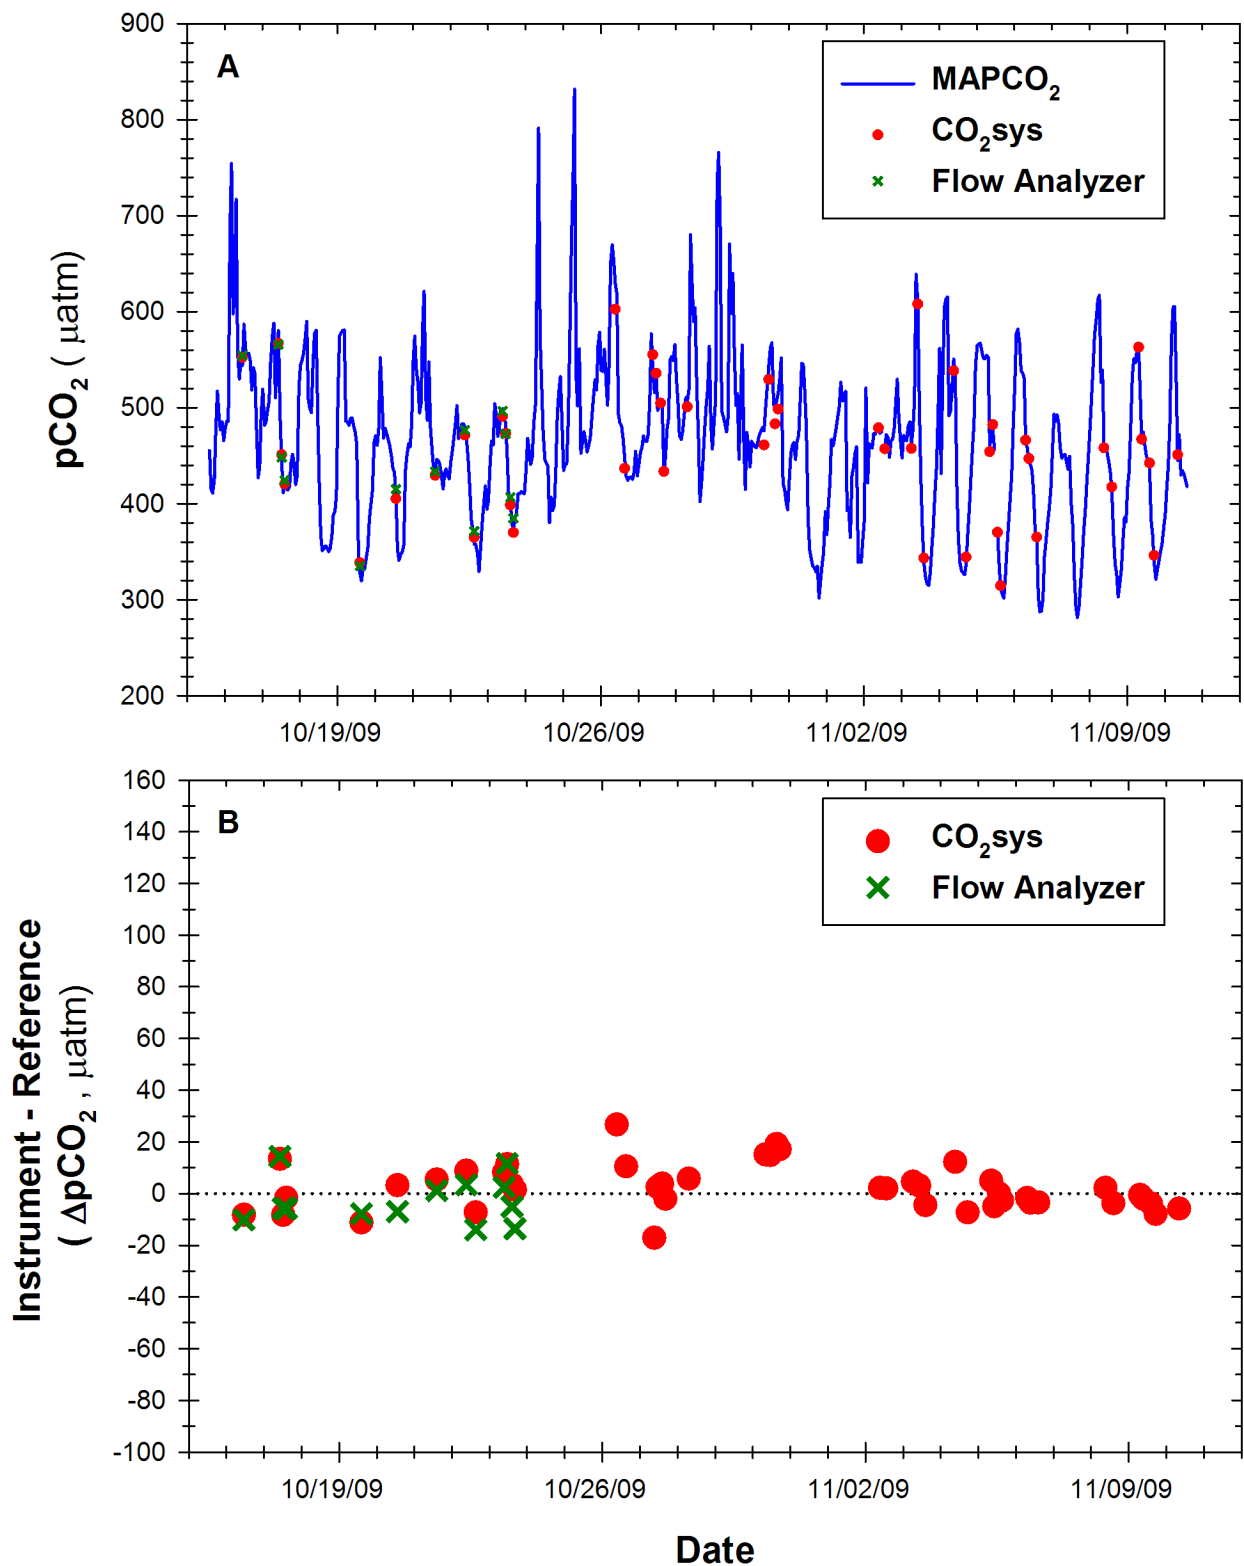 900
800
700
600
500
400
300
200
pCO₂ ( µatm)
A
MAPCO₂
CO₂sys
Flow Analyzer
10/19/09
10/26/09
11/02/09
11/09/09
160
140
120
100
80
60
40
20
0
-20
-40
-60
-80
-100
Instrument - Reference
( ΔpCO₂ , µatm)
B
CO₂sys
Flow Analyzer
10/19/09
10/26/09
11/02/09
11/09/09
Date